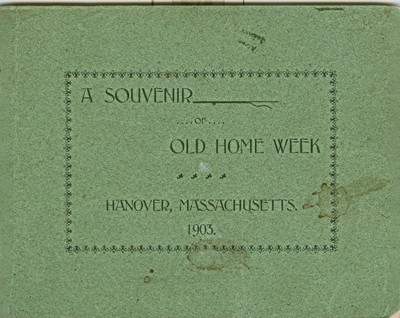 A SOUVENIR
....OF....
OLD HOME WEEK
HANOVER, MASSACHUSETTS.
1903.